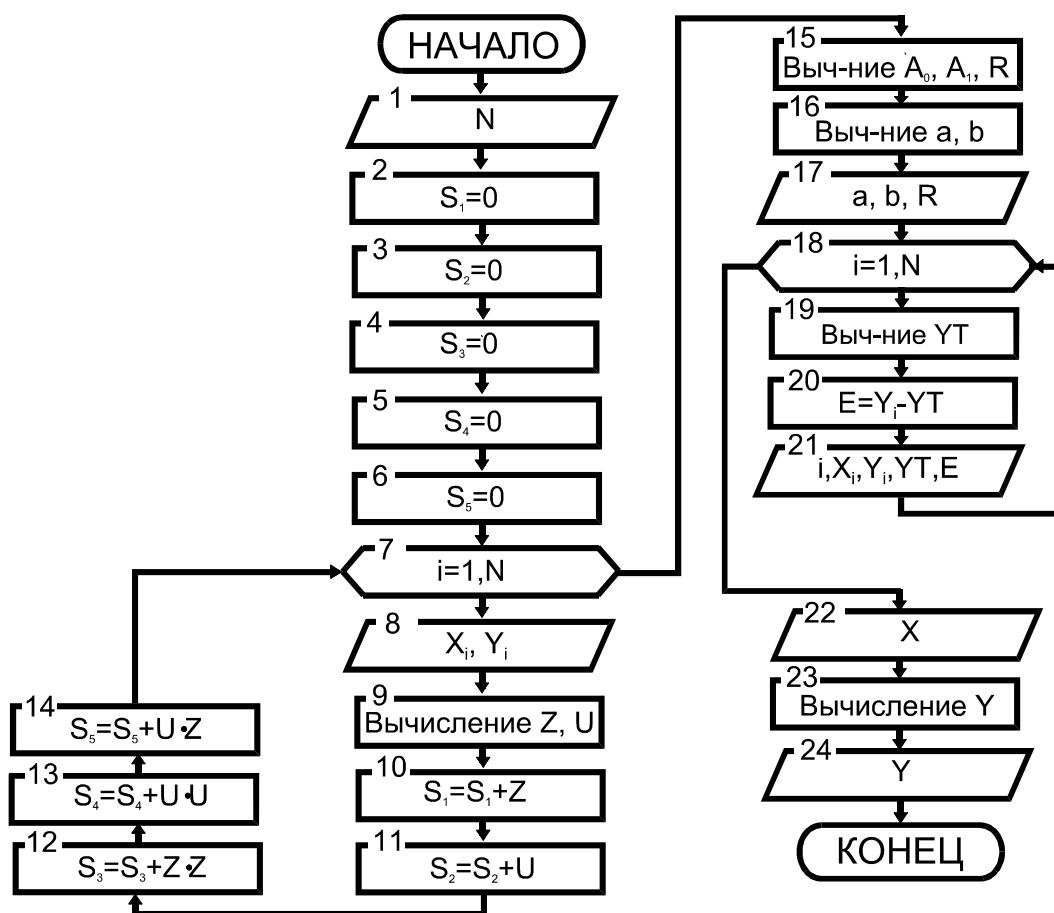 НАЧАЛО
1
N
2
S₁=0
3
S₂=0
4
S₃=0
5
S₄=0
6
S₅=0
7
i=1,N
8
Xᵢ, Yᵢ
9
Вычисление Z, U
10
S₁=S₁+Z
11
S₂=S₂+U
12
S₃=S₃+Z·Z
13
S₄=S₄+U·U
14
S₅=S₅+U·Z
15
Выч-ние A₀, A₁, R
16
Выч-ние a, b
17
a, b, R
18
i=1,N
19
Выч-ние YT
20
E=Yᵢ-YT
21
i,Xᵢ,Yᵢ,YT,E
22
X
23
Вычисление Y
24
Y
КОНЕЦ